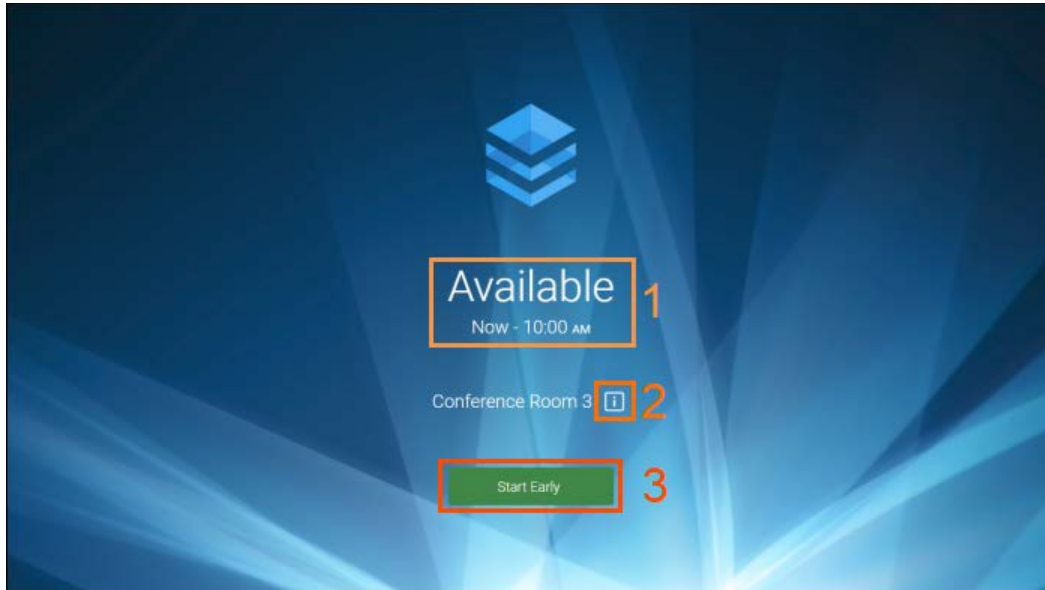 Available
1
Now - 10:00 AM
Conference Room 3
2
Start Early
3